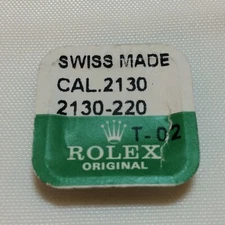 SWISS MADE
CAL.2130
2130-220
T-02
ROLEX
ORIGINAL